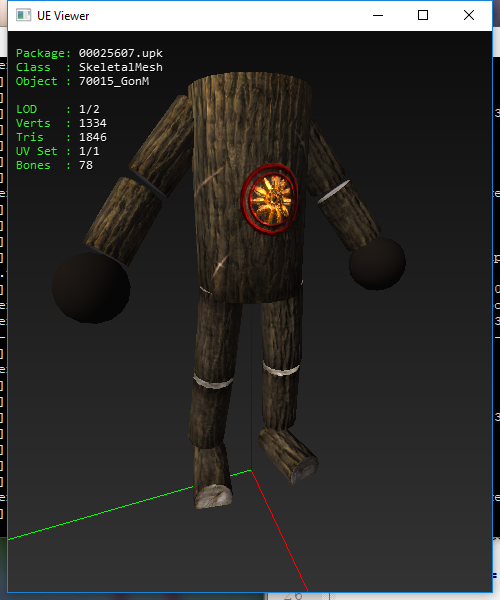 UE Viewer
Package: 00025607.upk
Class : SkeletalMesh
Object : 70015_GonM
LOD : 1/2
Verts : 1334
Tris : 1846
UV Set : 1/1
Bones : 78